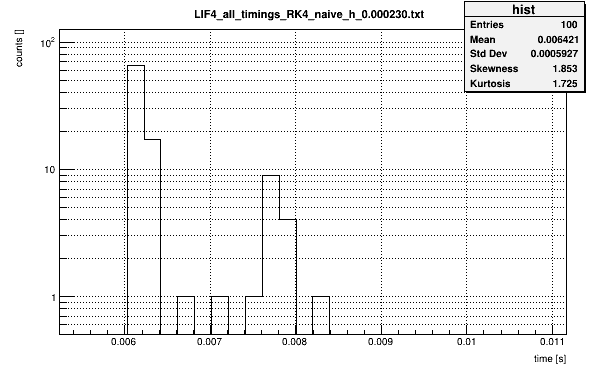 LIF4_all_timings_RK4_naive_h_0.000230.txt
hist
Entries 100
Mean 0.006421
Std Dev 0.0005927
Skewness 1.853
Kurtosis 1.725
counts []
10²
10
1
0.006 0.007 0.008 0.009 0.01 0.011
time [s]